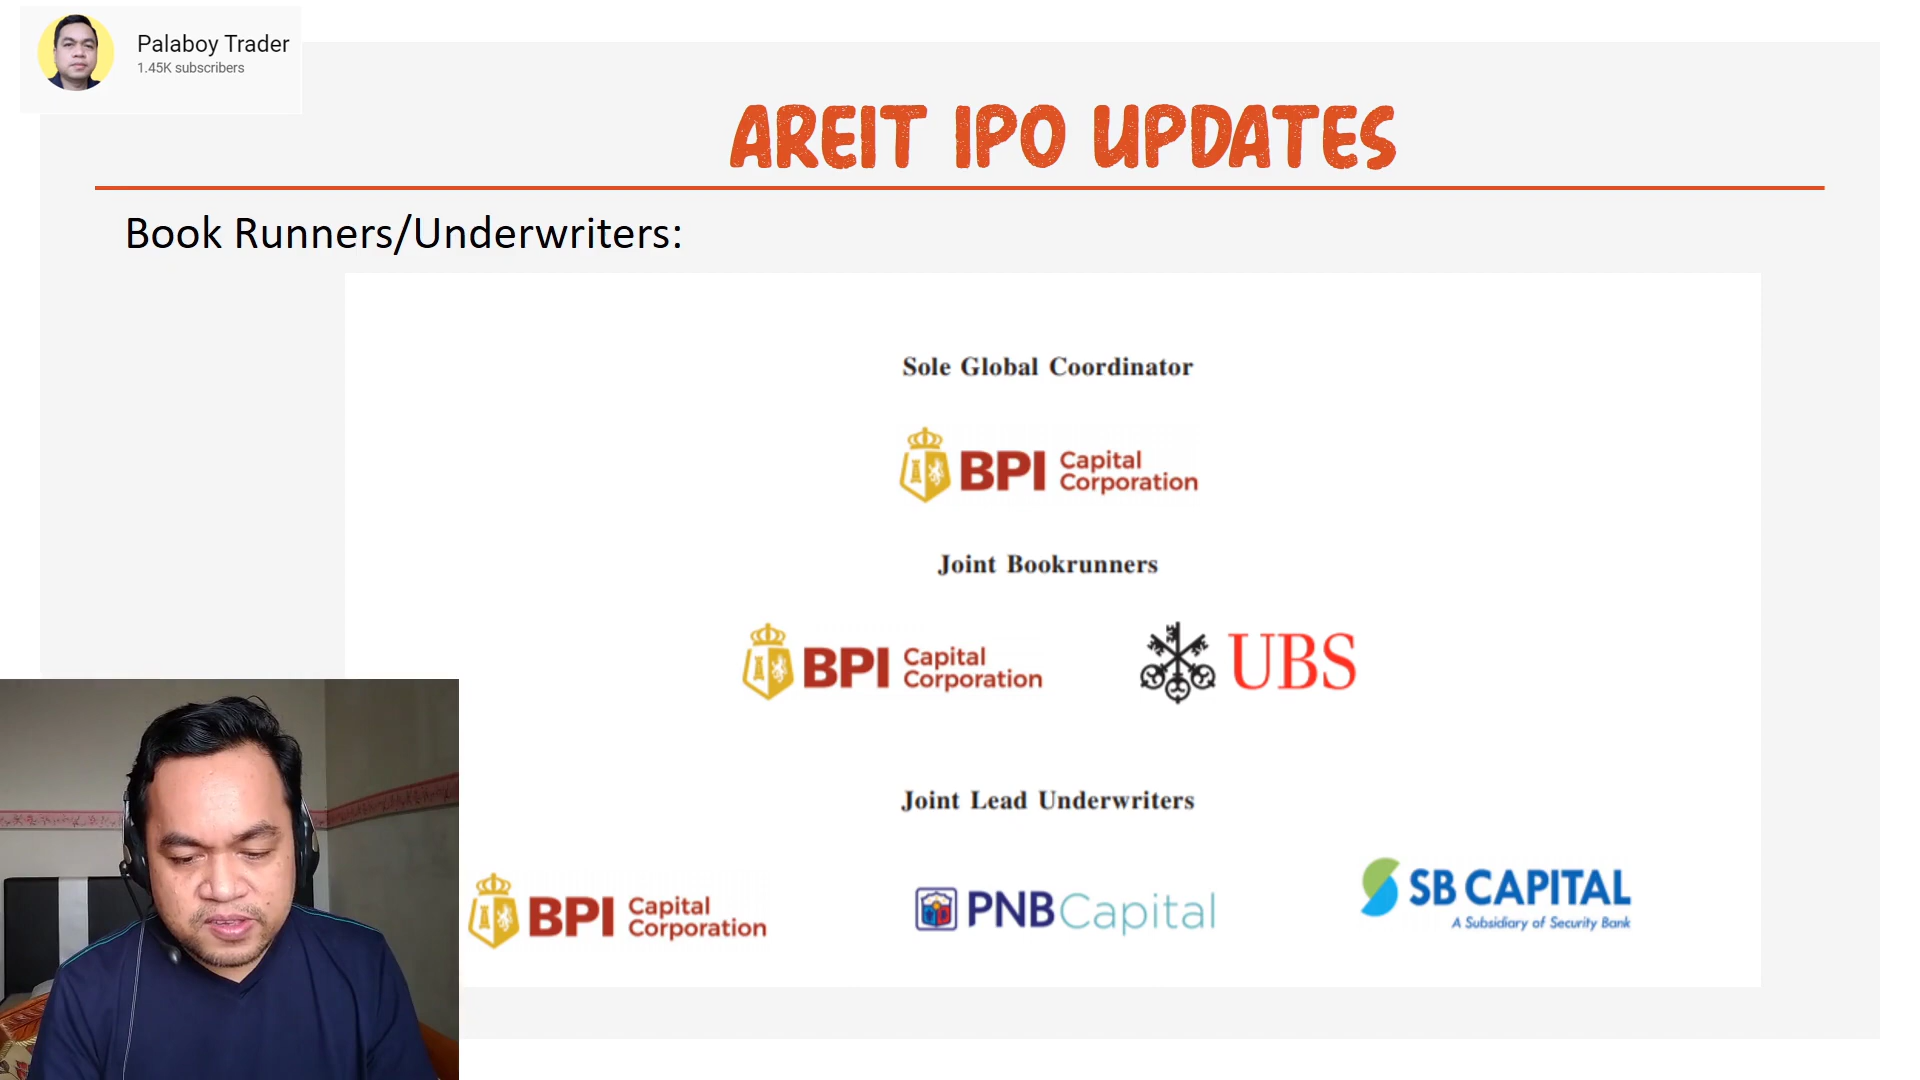 Palaboy Trader
1.45K subscribers
AREIT IPO UPDATES
Book Runners/Underwriters:
Sole Global Coordinator
BPI Capital Corporation
Joint Bookrunners
BPI Capital Corporation
UBS
Joint Lead Underwriters
BPI Capital Corporation
PNBCapital
SB CAPITAL
A Subsidiary of Security Bank